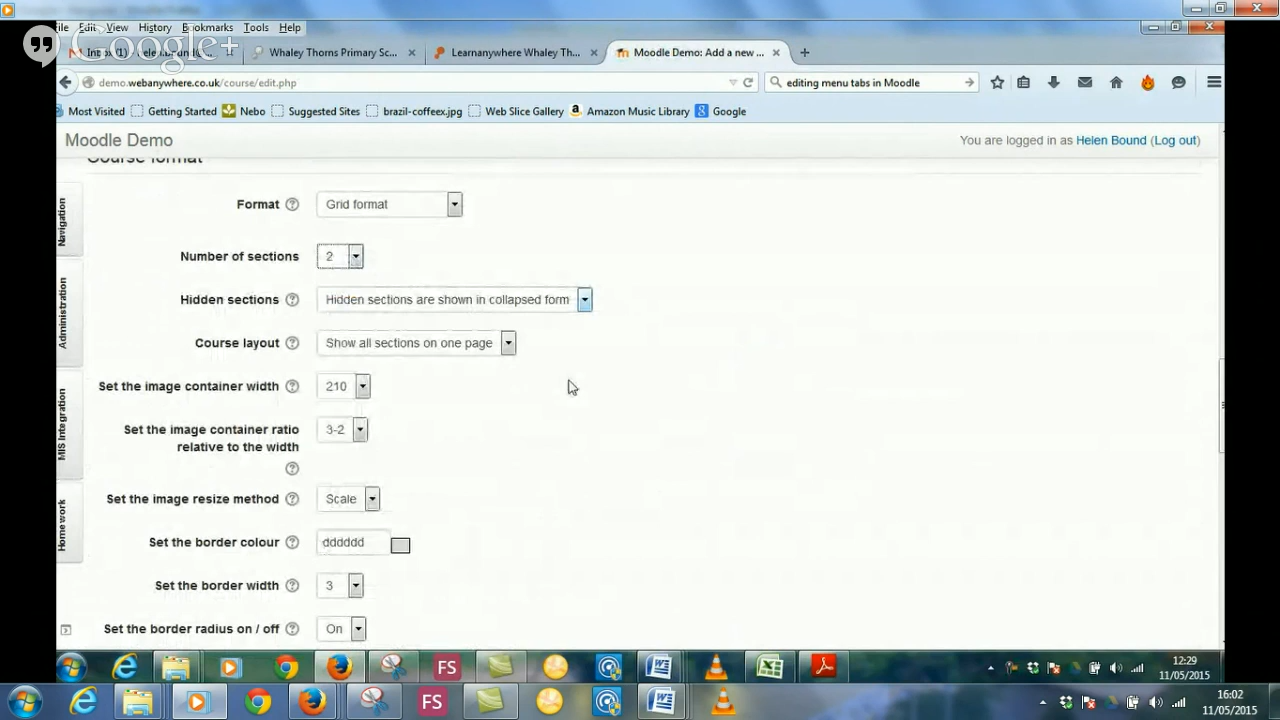 File Edit View History Bookmarks Tools Help
Google+
Whaley Thorns Primary Sc...
Learnanywhere Whaley Th...
Moodle Demo: Add a new ...
demo.webanywhere.co.uk/course/edit.php
editing menu tabs in Moodle
Most Visited Getting Started Nebo Suggested Sites brazil-coffeex.jpg Web Slice Gallery Amazon Music Library Google
Moodle Demo
You are logged in as Helen Bound (Log out)
Course format
Navigation
Administration
MIS Integration
Homework
Format Grid format
Number of sections 2
Hidden sections Hidden sections are shown in collapsed form
Course layout Show all sections on one page
Set the image container width 210
Set the image container ratio 3-2
relative to the width
Set the image resize method Scale
Set the border colour dddddd
Set the border width 3
Set the border radius on / off On
FS
12:29
11/05/2015
FS
16:02
11/05/2015